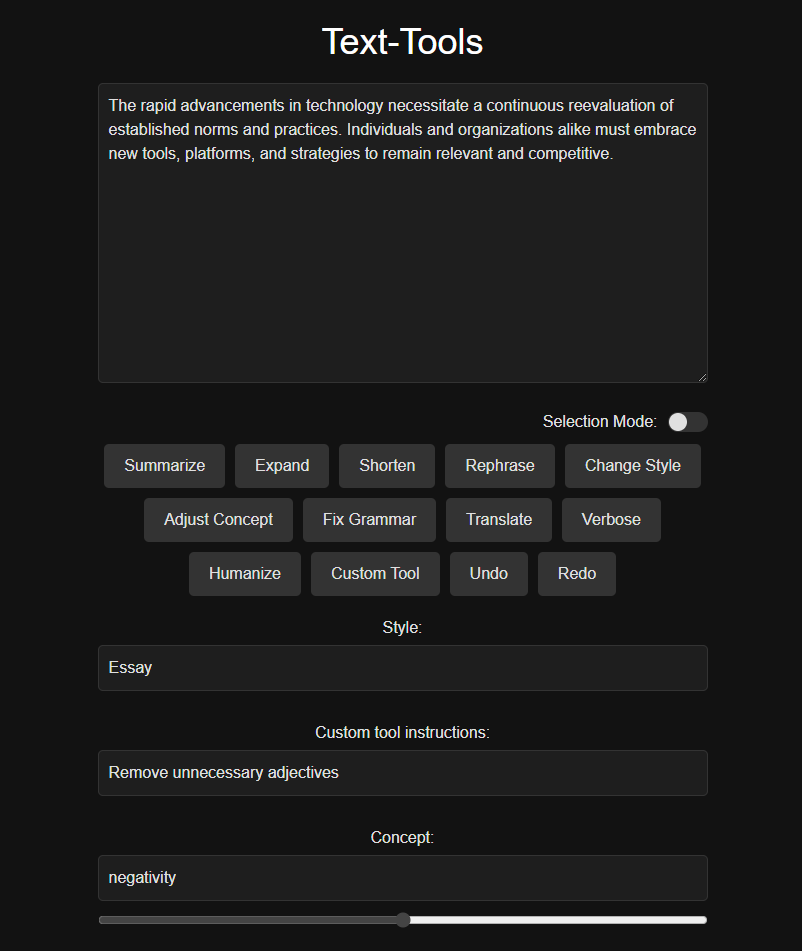 Text-Tools
The rapid advancements in technology necessitate a continuous reevaluation of
established norms and practices. Individuals and organizations alike must embrace
new tools, platforms, and strategies to remain relevant and competitive.
Selection Mode:
Summarize Expand Shorten Rephrase Change Style
Adjust Concept Fix Grammar Translate Verbose
Humanize Custom Tool Undo Redo
Style:
Essay
Custom tool instructions:
Remove unnecessary adjectives
Concept:
negativity